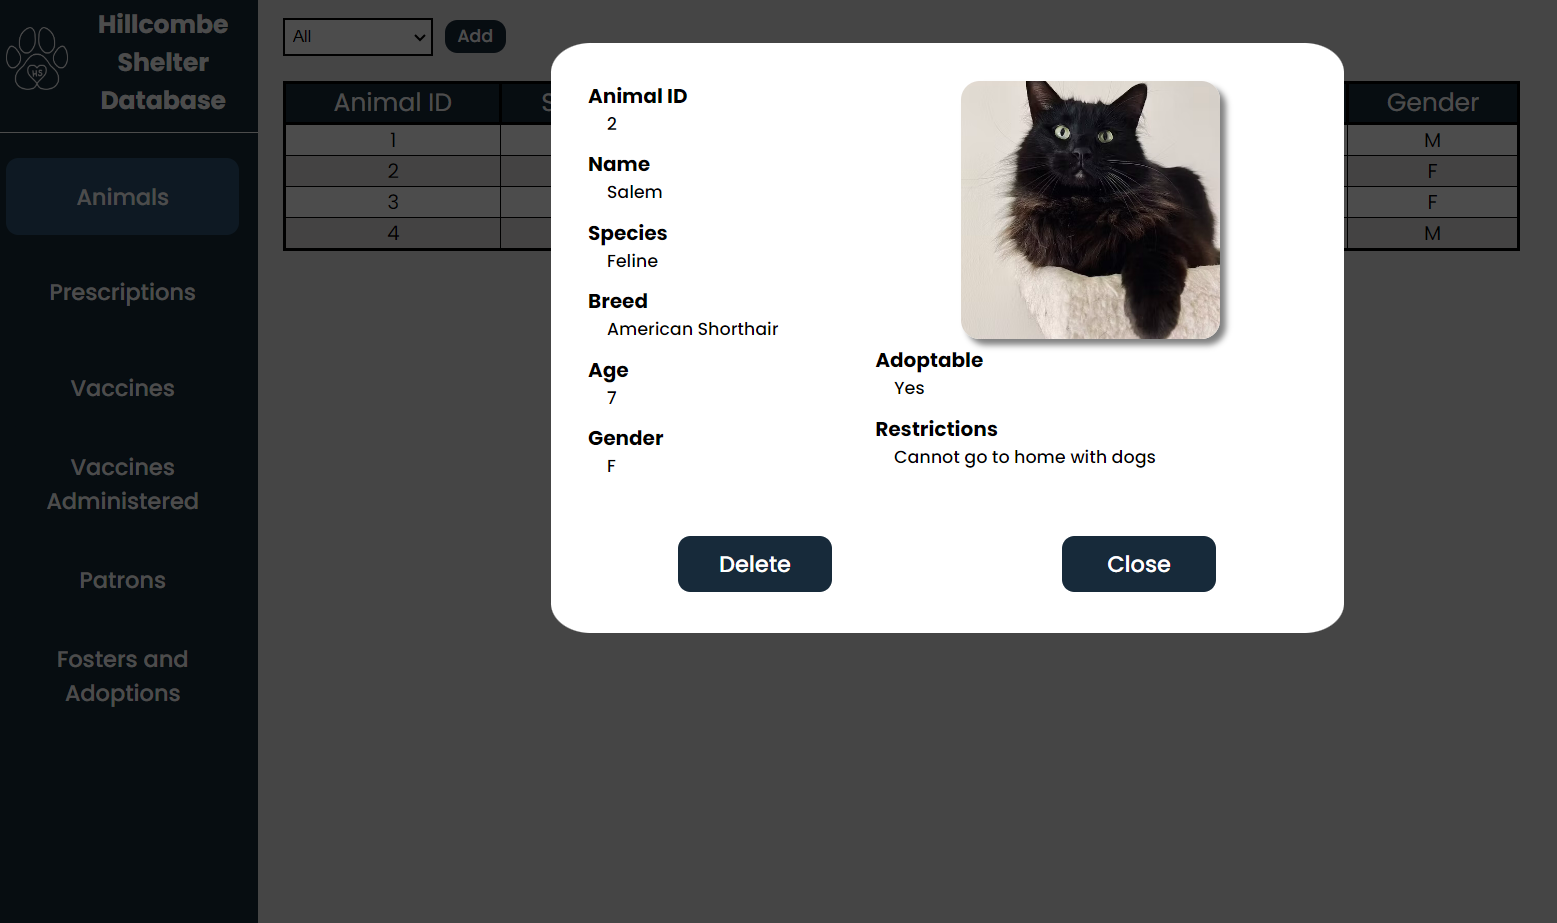 HS
Hillcombe
Shelter
Database
Animals
Prescriptions
Vaccines
Vaccines
Administered
Patrons
Fosters and
Adoptions
All
Add
Animal ID
S
Gender
1
M
2
F
3
F
4
M
Animal ID
2
Name
Salem
Species
Feline
Breed
American Shorthair
Age
7
Gender
F
Adoptable
Yes
Restrictions
Cannot go to home with dogs
Delete
Close